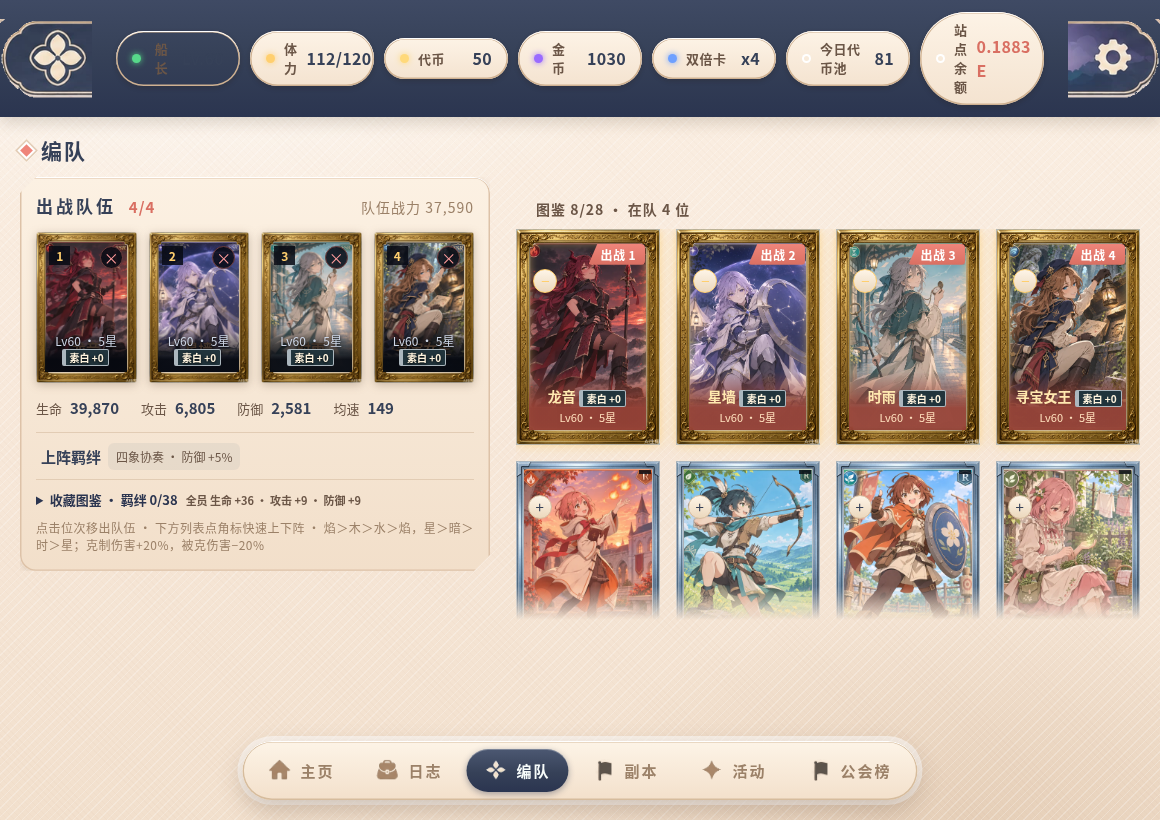 船长
体力 112/120
代币 50
金币 1030
双倍卡 x4
今日代币池 81
站点余额 0.1883E
编队
出战队伍 4/4 队伍战力 37,590
1 2 3 4
Lv60 · 5星 Lv60 · 5星 Lv60 · 5星 Lv60 · 5星
素白 +0 素白 +0 素白 +0 素白 +0
生命 39,870 攻击 6,805 防御 2,581 均速 149
上阵羁绊 四象协奏 · 防御 +5%
收藏图鉴 · 羁绊 0/38 全员 生命 +36 · 攻击 +9 · 防御 +9
点击位次移出队伍 · 下方列表点角标快速上下阵 · 焰>木>水>焰，星>暗>
时>星；克制伤害+20%，被克伤害−20%
图鉴 8/28 · 在队 4 位
出战 1 出战 2 出战 3 出战 4
龙音 素白 +0 星墙 素白 +0 时雨 素白 +0 寻宝女王 素白 +0
Lv60 · 5星 Lv60 · 5星 Lv60 · 5星 Lv60 · 5星
+ R + R + R + R
主页 日志 编队 副本 活动 公会榜